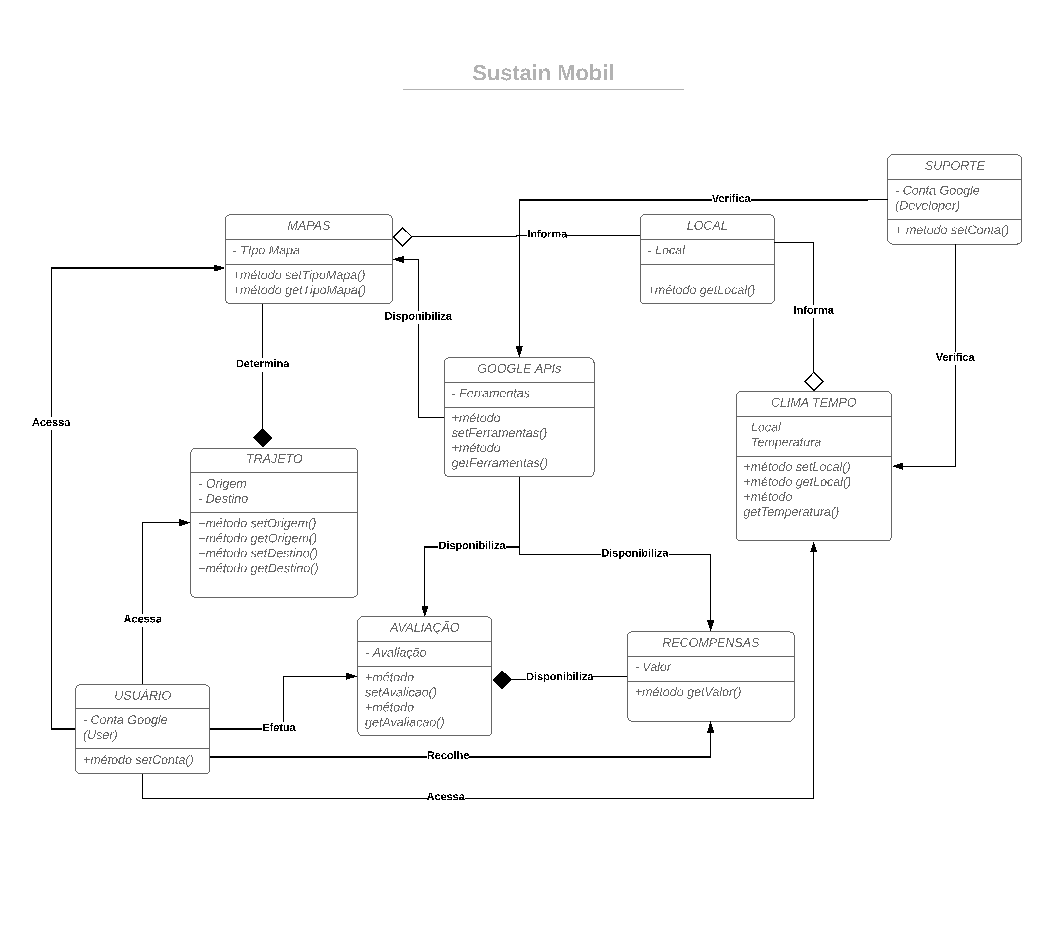 Sustain Mobil
SUPORTE
- Conta Google
(Developer)
+ metodo setConta()
Verifica
MAPAS
- TIpo Mapa
+método setTipoMapa()
+método getTipoMapa()
Informa
LOCAL
- Local
+método getLocal()
Disponibiliza
Informa
Determina
Verifica
GOOGLE APIs
- Ferramentas
+método
setFerramentas()
+método
getFerramentas()
CLIMA TEMPO
Local
Temperatura
+método setLocal()
+método getLocal()
+método
getTemperatura()
Acessa
TRAJETO
- Origem
- Destino
+método setOrigem()
+método getOrigem()
+método setDestino()
+método getDestino()
Disponibiliza
Disponibiliza
Acessa
AVALIAÇÃO
- Avaliação
+método
setAvalicao()
+método
getAvaliacao()
Disponibiliza
RECOMPENSAS
- Valor
+método getValor()
USUÁRIO
- Conta Google
(User)
+método setConta()
Efetua
Recolhe
Acessa